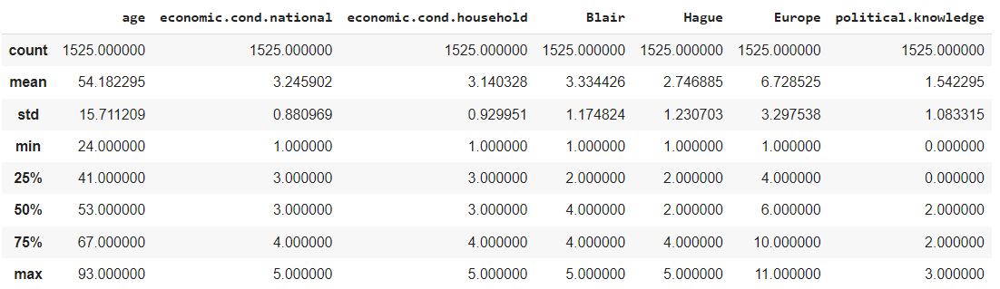 age economic.cond.national economic.cond.household Blair Hague Europe political.knowledge
count 1525.000000 1525.000000 1525.000000 1525.000000 1525.000000 1525.000000 1525.000000
mean 54.182295 3.245902 3.140328 3.334426 2.746885 6.728525 1.542295
std 15.711209 0.880969 0.929951 1.174824 1.230703 3.297538 1.083315
min 24.000000 1.000000 1.000000 1.000000 1.000000 1.000000 0.000000
25% 41.000000 3.000000 3.000000 2.000000 2.000000 4.000000 0.000000
50% 53.000000 3.000000 3.000000 4.000000 2.000000 6.000000 2.000000
75% 67.000000 4.000000 4.000000 4.000000 4.000000 10.000000 2.000000
max 93.000000 5.000000 5.000000 5.000000 5.000000 11.000000 3.000000